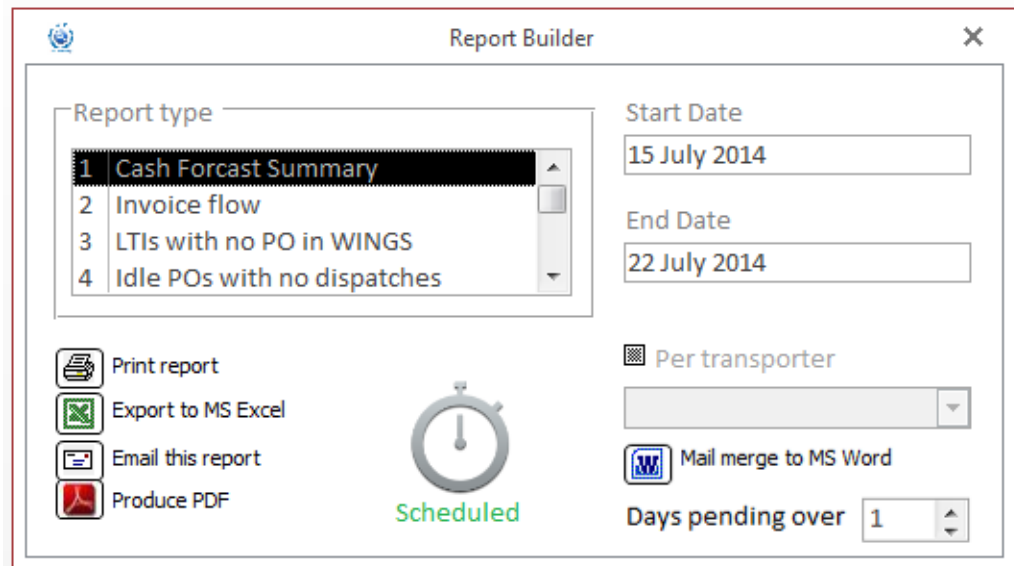 Report Builder
Report type
1 Cash Forcast Summary
2 Invoice flow
3 LTIs with no PO in WINGS
4 Idle POs with no dispatches
Start Date
15 July 2014
End Date
22 July 2014
Print report
Export to MS Excel
Email this report
Produce PDF
Scheduled
Per transporter
Mail merge to MS Word
Days pending over 1